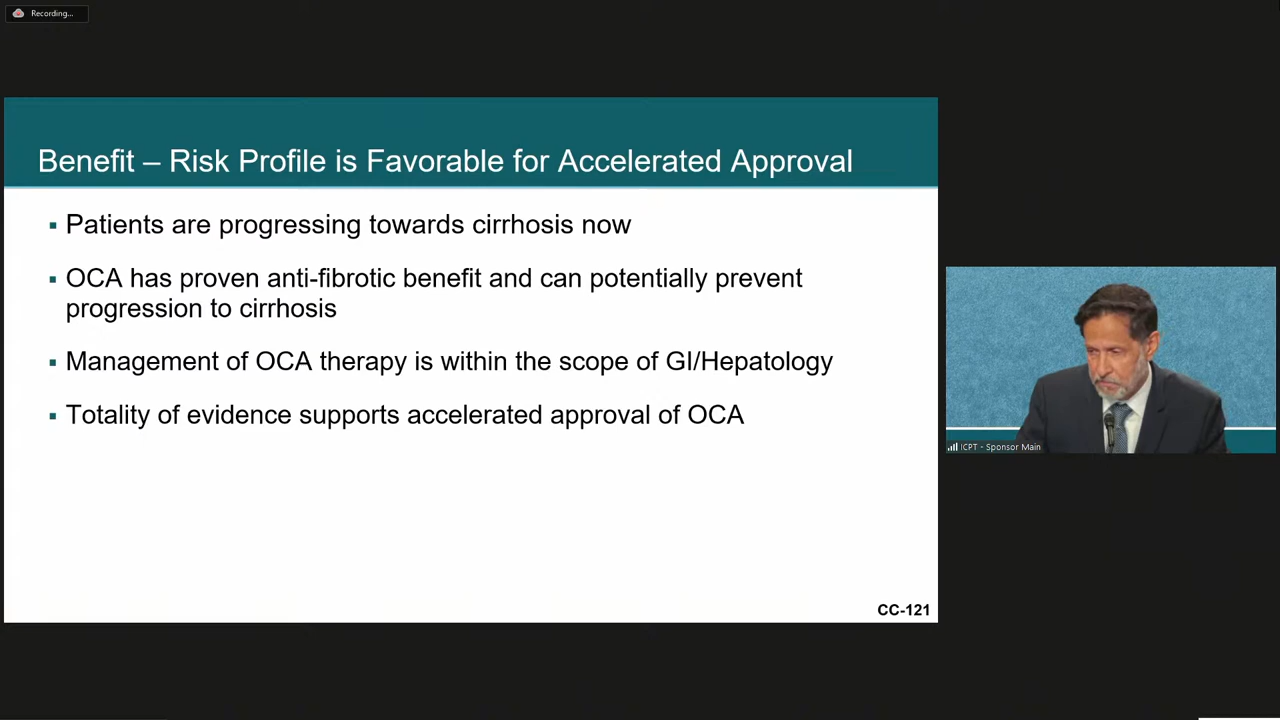 Recording...
Benefit – Risk Profile is Favorable for Accelerated Approval
▪ Patients are progressing towards cirrhosis now
▪ OCA has proven anti-fibrotic benefit and can potentially prevent
progression to cirrhosis
▪ Management of OCA therapy is within the scope of GI/Hepatology
▪ Totality of evidence supports accelerated approval of OCA
ICPT - Sponsor Main
CC-121